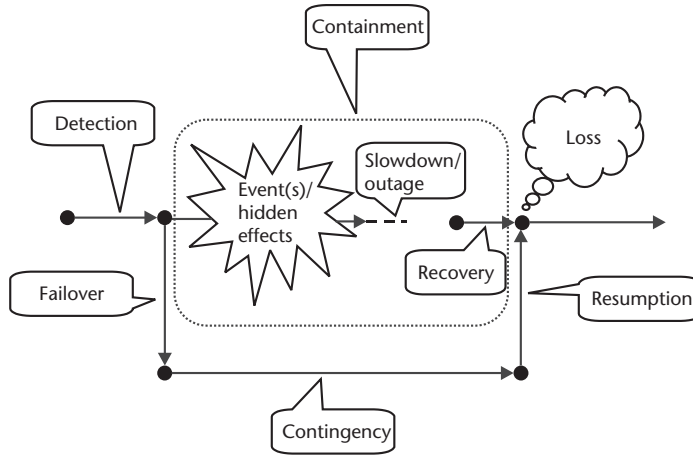 Containment
Detection
Loss
Slowdown/
outage
Event(s)/
hidden
effects
Recovery
Failover
Resumption
Contingency